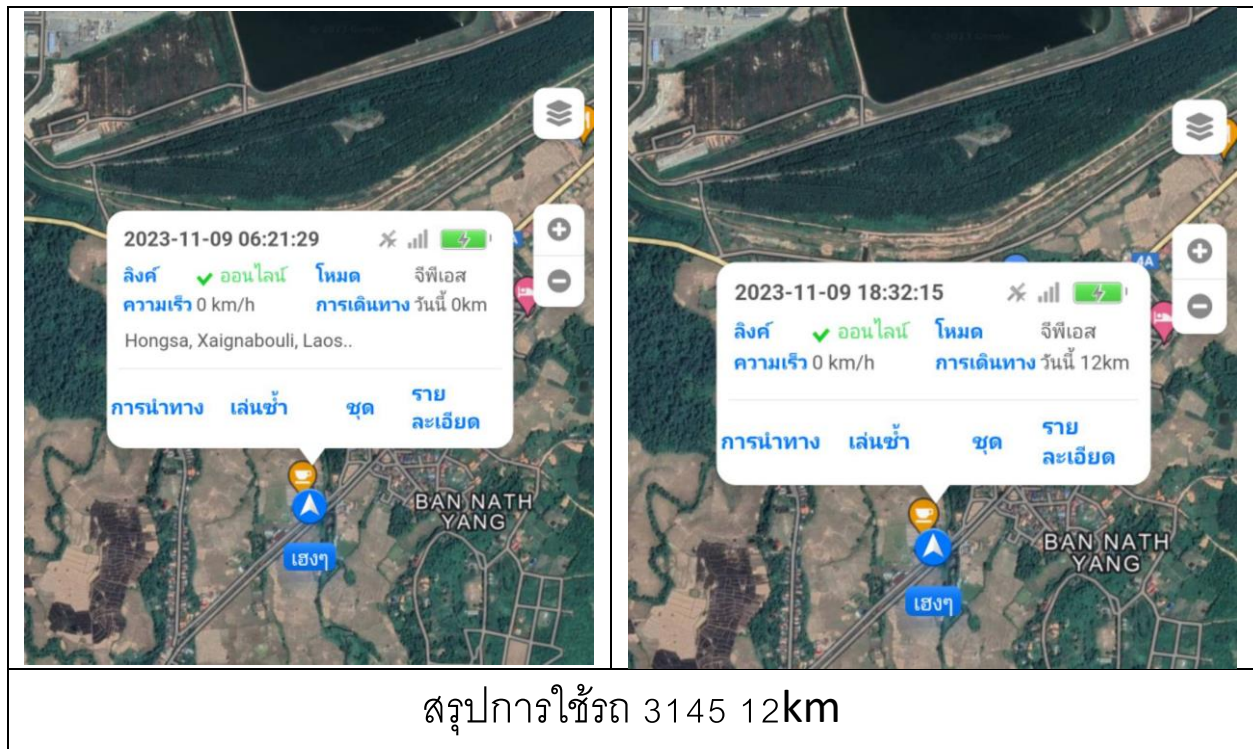 2023-11-09 06:21:29
ลิงค์ ออนไลน์ โหมด จีพีเอส
ความเร็ว 0 km/h การเดินทาง วันนี้ 0km
Hongsa, Xaignabouli, Laos..
การนำทาง เล่นซ้ำ ชุด ราย
ละเอียด
BAN NATH
YANG
เฮงๆ
4A
2023-11-09 18:32:15
ลิงค์ ออนไลน์ โหมด จีพีเอส
ความเร็ว 0 km/h การเดินทาง วันนี้ 12km
การนำทาง เล่นซ้ำ ชุด ราย
ละเอียด
BAN NATH
YANG
เฮงๆ
สรุปการใช้รถ 3145 12km